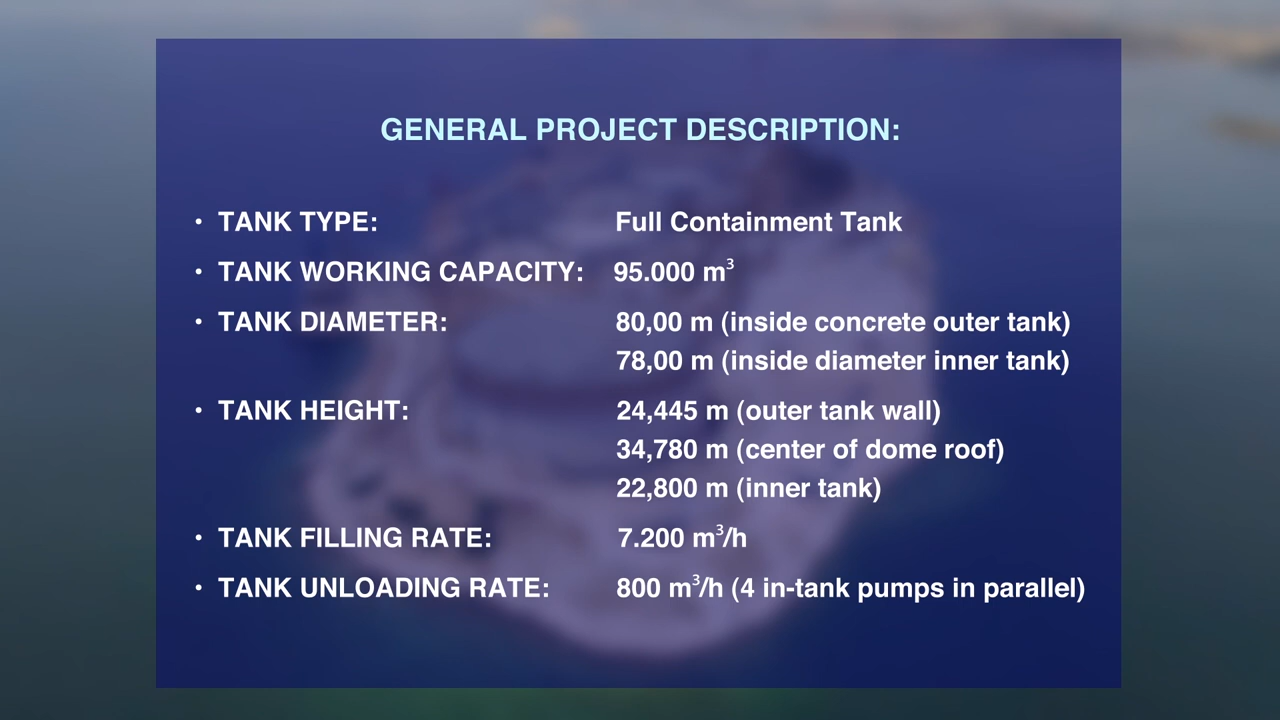 GENERAL PROJECT DESCRIPTION:
• TANK TYPE: Full Containment Tank
• TANK WORKING CAPACITY: 95.000 m³
• TANK DIAMETER: 80,00 m (inside concrete outer tank)
78,00 m (inside diameter inner tank)
• TANK HEIGHT: 24,445 m (outer tank wall)
34,780 m (center of dome roof)
22,800 m (inner tank)
• TANK FILLING RATE: 7.200 m³/h
• TANK UNLOADING RATE: 800 m³/h (4 in-tank pumps in parallel)